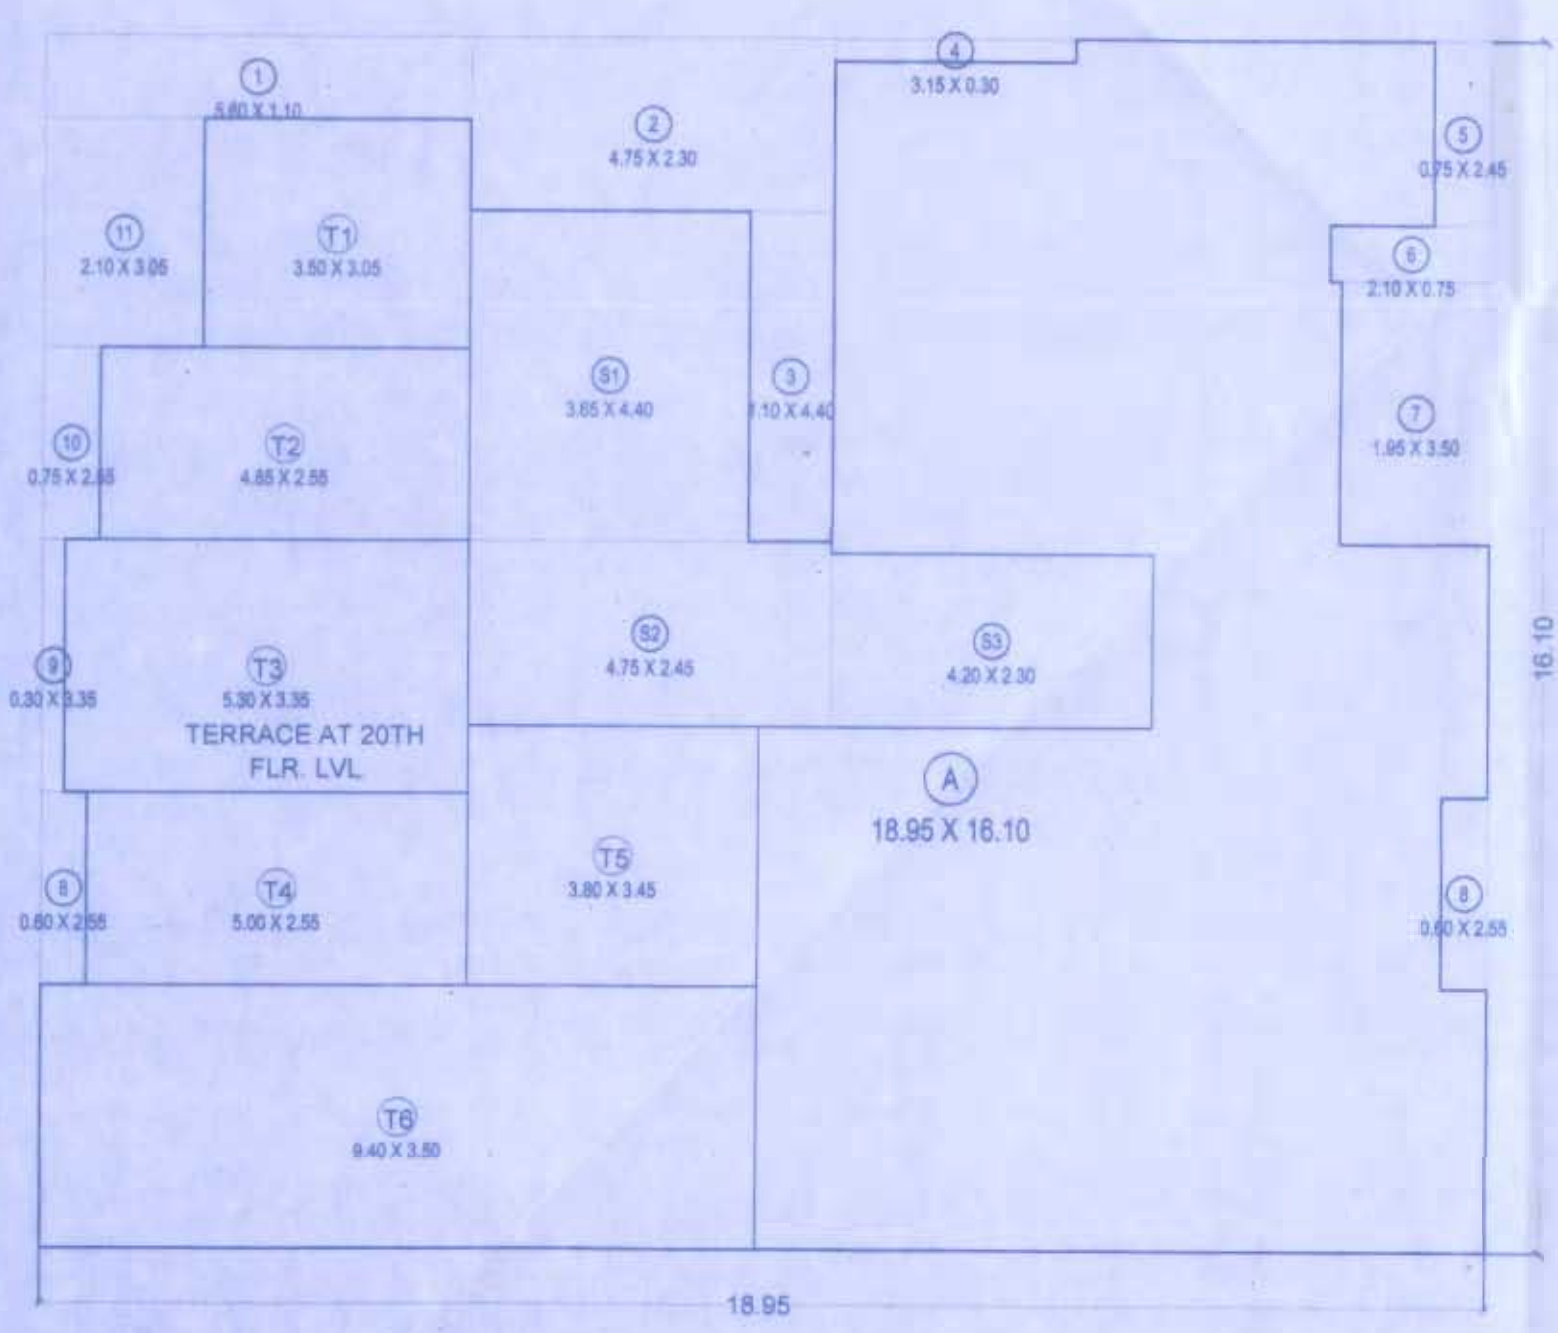 1
5.60 X 1.10
2
4.75 X 2.30
4
3.15 X 0.30
5
0.75 X 2.45
11
2.10 X 3.05
T1
3.50 X 3.05
6
2.10 X 0.75
S1
3.65 X 4.40
3
1.10 X 4.40
7
1.95 X 3.50
10
0.75 X 2.55
T2
4.85 X 2.55
9
0.30 X 3.35
T3
5.30 X 3.35
TERRACE AT 20TH
FLR. LVL
S2
4.75 X 2.45
S3
4.20 X 2.30
16.10
A
18.95 X 16.10
8
0.60 X 2.55
T4
5.00 X 2.55
T5
3.80 X 3.45
8
0.60 X 2.55
T6
9.40 X 3.50
18.95